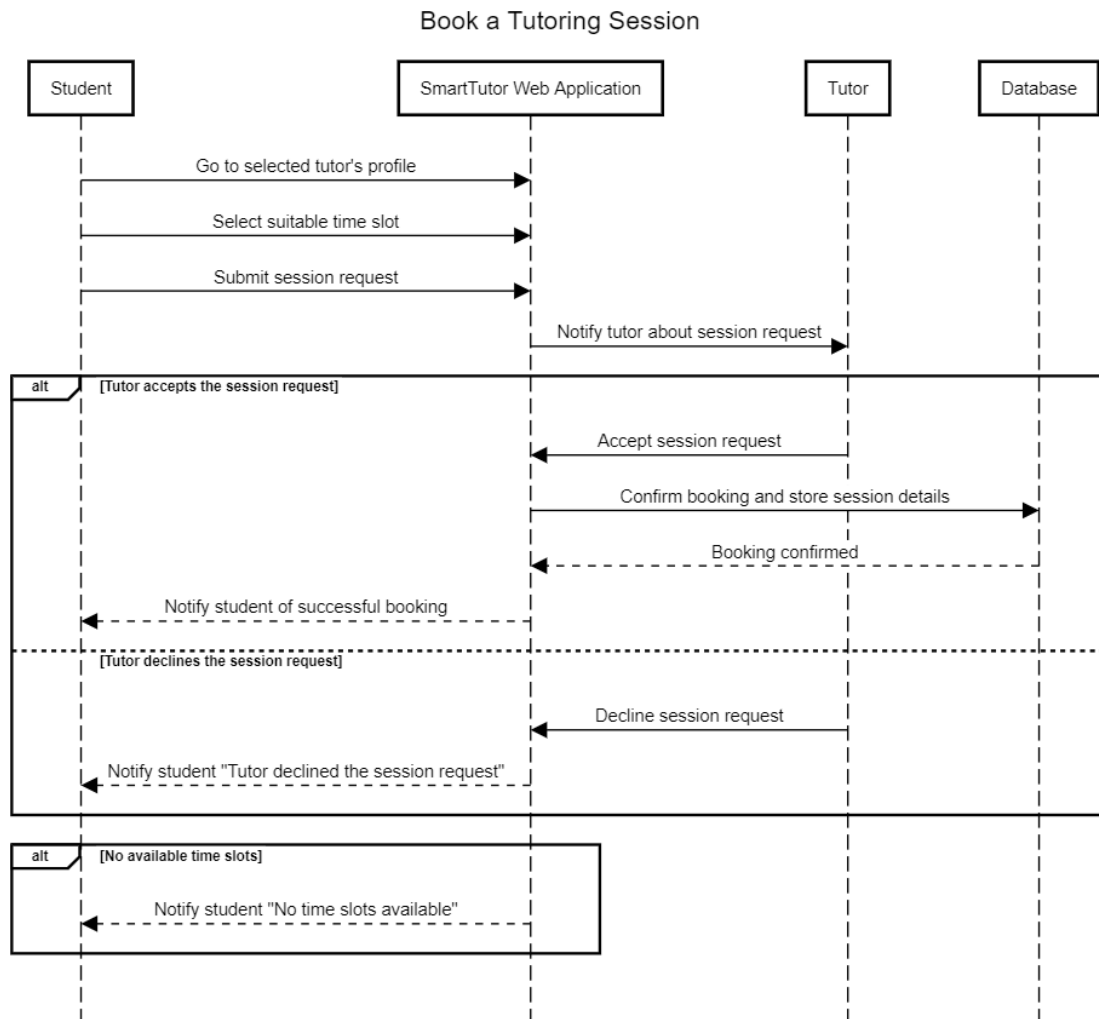 Book a Tutoring Session
Student
SmartTutor Web Application
Tutor
Database
Go to selected tutor's profile
Select suitable time slot
Submit session request
Notify tutor about session request
alt
[Tutor accepts the session request]
Accept session request
Confirm booking and store session details
Booking confirmed
Notify student of successful booking
[Tutor declines the session request]
Decline session request
Notify student "Tutor declined the session request"
alt
[No available time slots]
Notify student "No time slots available"